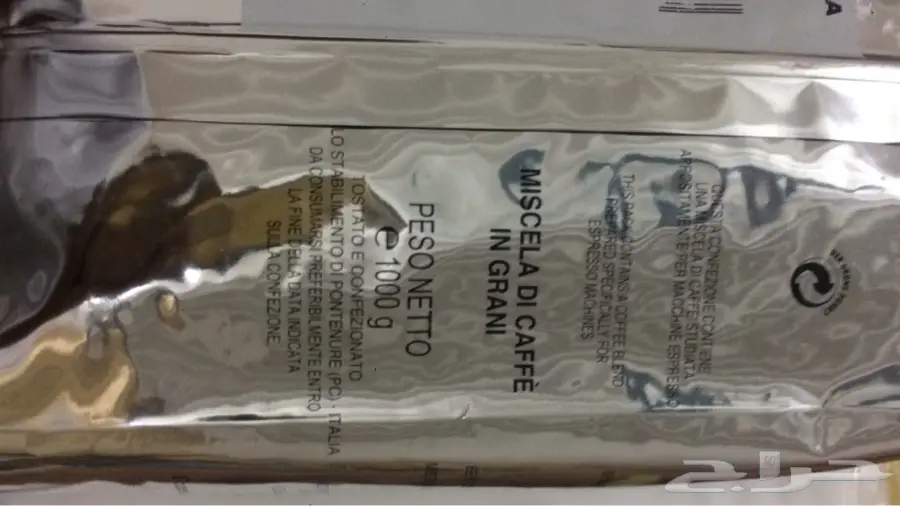 QUESTA CONFEZIONE CONTIENE
UNA MISCELA DI CAFFÈ STUDIATA
APPOSITAMENTE PER MACCHINE ESPRESSO
THIS PACK CONTAINS A COFFEE BLEND
PREPARED SPECIFICALLY FOR
ESPRESSO MACHINES
MISCELA DI CAFFÈ
IN GRANI
PESO NETTO
e 1000 g
TOSTATO E CONFEZIONATO
LO STABILIMENTO DI PONTENURE (PC) - ITALIA
DA CONSUMARSI PREFERIBILMENTE ENTRO
LA FINE DELLA DATA INDICATA
SULLA CONFEZIONE
حراج